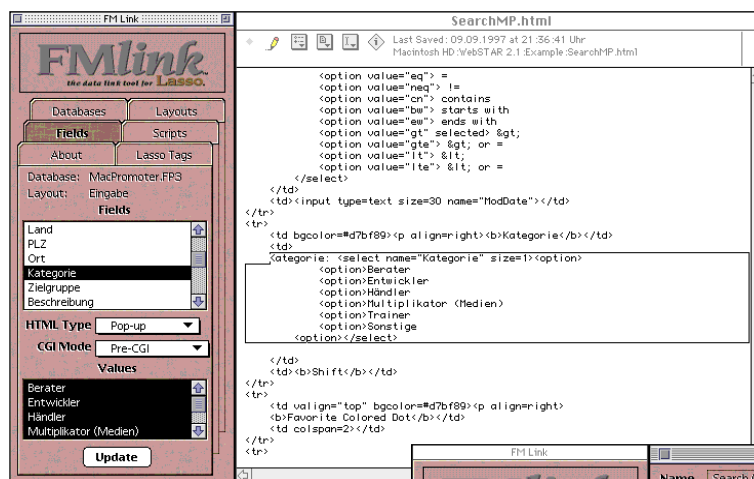 FM Link
FMlink
the data link tool for Lasso.
Databases
Layouts
Fields
Scripts
About
Lasso Tags
Database: MacPromoter.FP3
Layout: Eingabe
Fields
Land
PLZ
Ort
Kategorie
Zielgruppe
Beschreibung
HTML Type Pop-up
CGI Mode Pre-CGI
Values
Berater
Entwickler
Händler
Multiplikator (Medien)
Update
SearchMP.html
Last Saved: 09.09.1997 at 21:36:41 Uhr
Macintosh HD:WebSTAR 2.1 :Example:SearchMP.html
<option value="eq"> =
<option value="neq"> !=
<option value="cn"> contains
<option value="bw"> starts with
<option value="ew"> ends with
<option value="gt" selected> &gt;
<option value="gte"> &gt; or =
<option value="lt"> &lt;
<option value="lte"> &lt; or =
</select>
</td>
<td><input type=text size=30 name="ModDate"></td>
</tr>
<tr>
<td bgcolor=#d7bf89><p align=right><b>Kategorie</b></td>
<td>
Kategorie: <select name="Kategorie" size=1><option>
<option>Berater
<option>Entwickler
<option>Händler
<option>Multiplikator (Medien)
<option>Trainer
<option>Sonstige
<option></select>
</td>
<td><b>Shift</b></td>
</tr>
<tr>
<td valign="top" bgcolor=#d7bf89><p align=right>
<b>Favorite Colored Dot</b></td>
<td colspan=2></td>
</tr>
<tr>
FM Link
Name Search